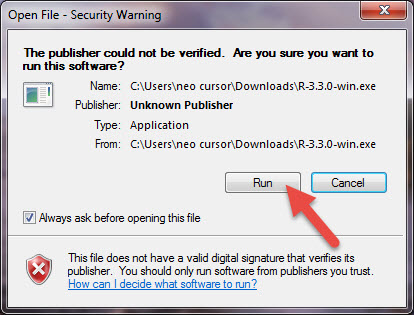 Open File - Security Warning
The publisher could not be verified. Are you sure you want to
run this software?
Name: C:\Users\neo cursor\Downloads\R-3.3.0-win.exe
Publisher: Unknown Publisher
Type: Application
From: C:\Users\neo cursor\Downloads\R-3.3.0-win.exe
Run Cancel
Always ask before opening this file
This file does not have a valid digital signature that verifies its
publisher. You should only run software from publishers you trust.
How can I decide what software to run?